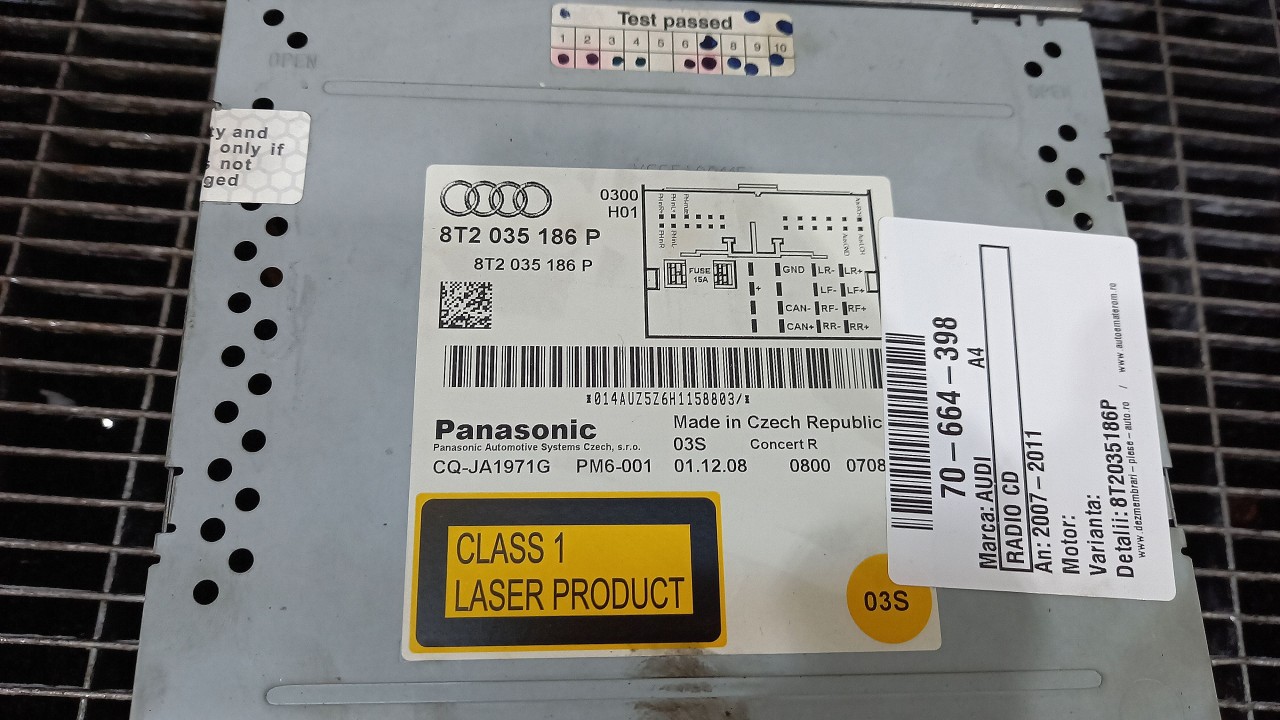 Test passed
1 2 3 4 5 6 8 9 10
OPEN
OPEN
ty and
only if
not
ged
0300
H01
8T2 035 186 P
8T2 035 186 P
FUSE
15A
GND LR- LR+
+ LF- LF+
CAN- RF- RF+
CAN+ RR- RR+
*014AUZ5Z6H1158803/*
Panasonic
Made in Czech Republic
Panasonic Automotive Systems Czech, s.r.o.
03S Concert R
CQ-JA1971G PM6-001 01.12.08 0800 0708
CLASS 1
LASER PRODUCT
03S
70-664-398
A4
Marca: AUDI
RADIO CD
An: 2007-2011
Motor:
Varianta:
Detalii: 8T2035186P
www.dezmembrari-piese-auto.ro / www.autoematerom.ro